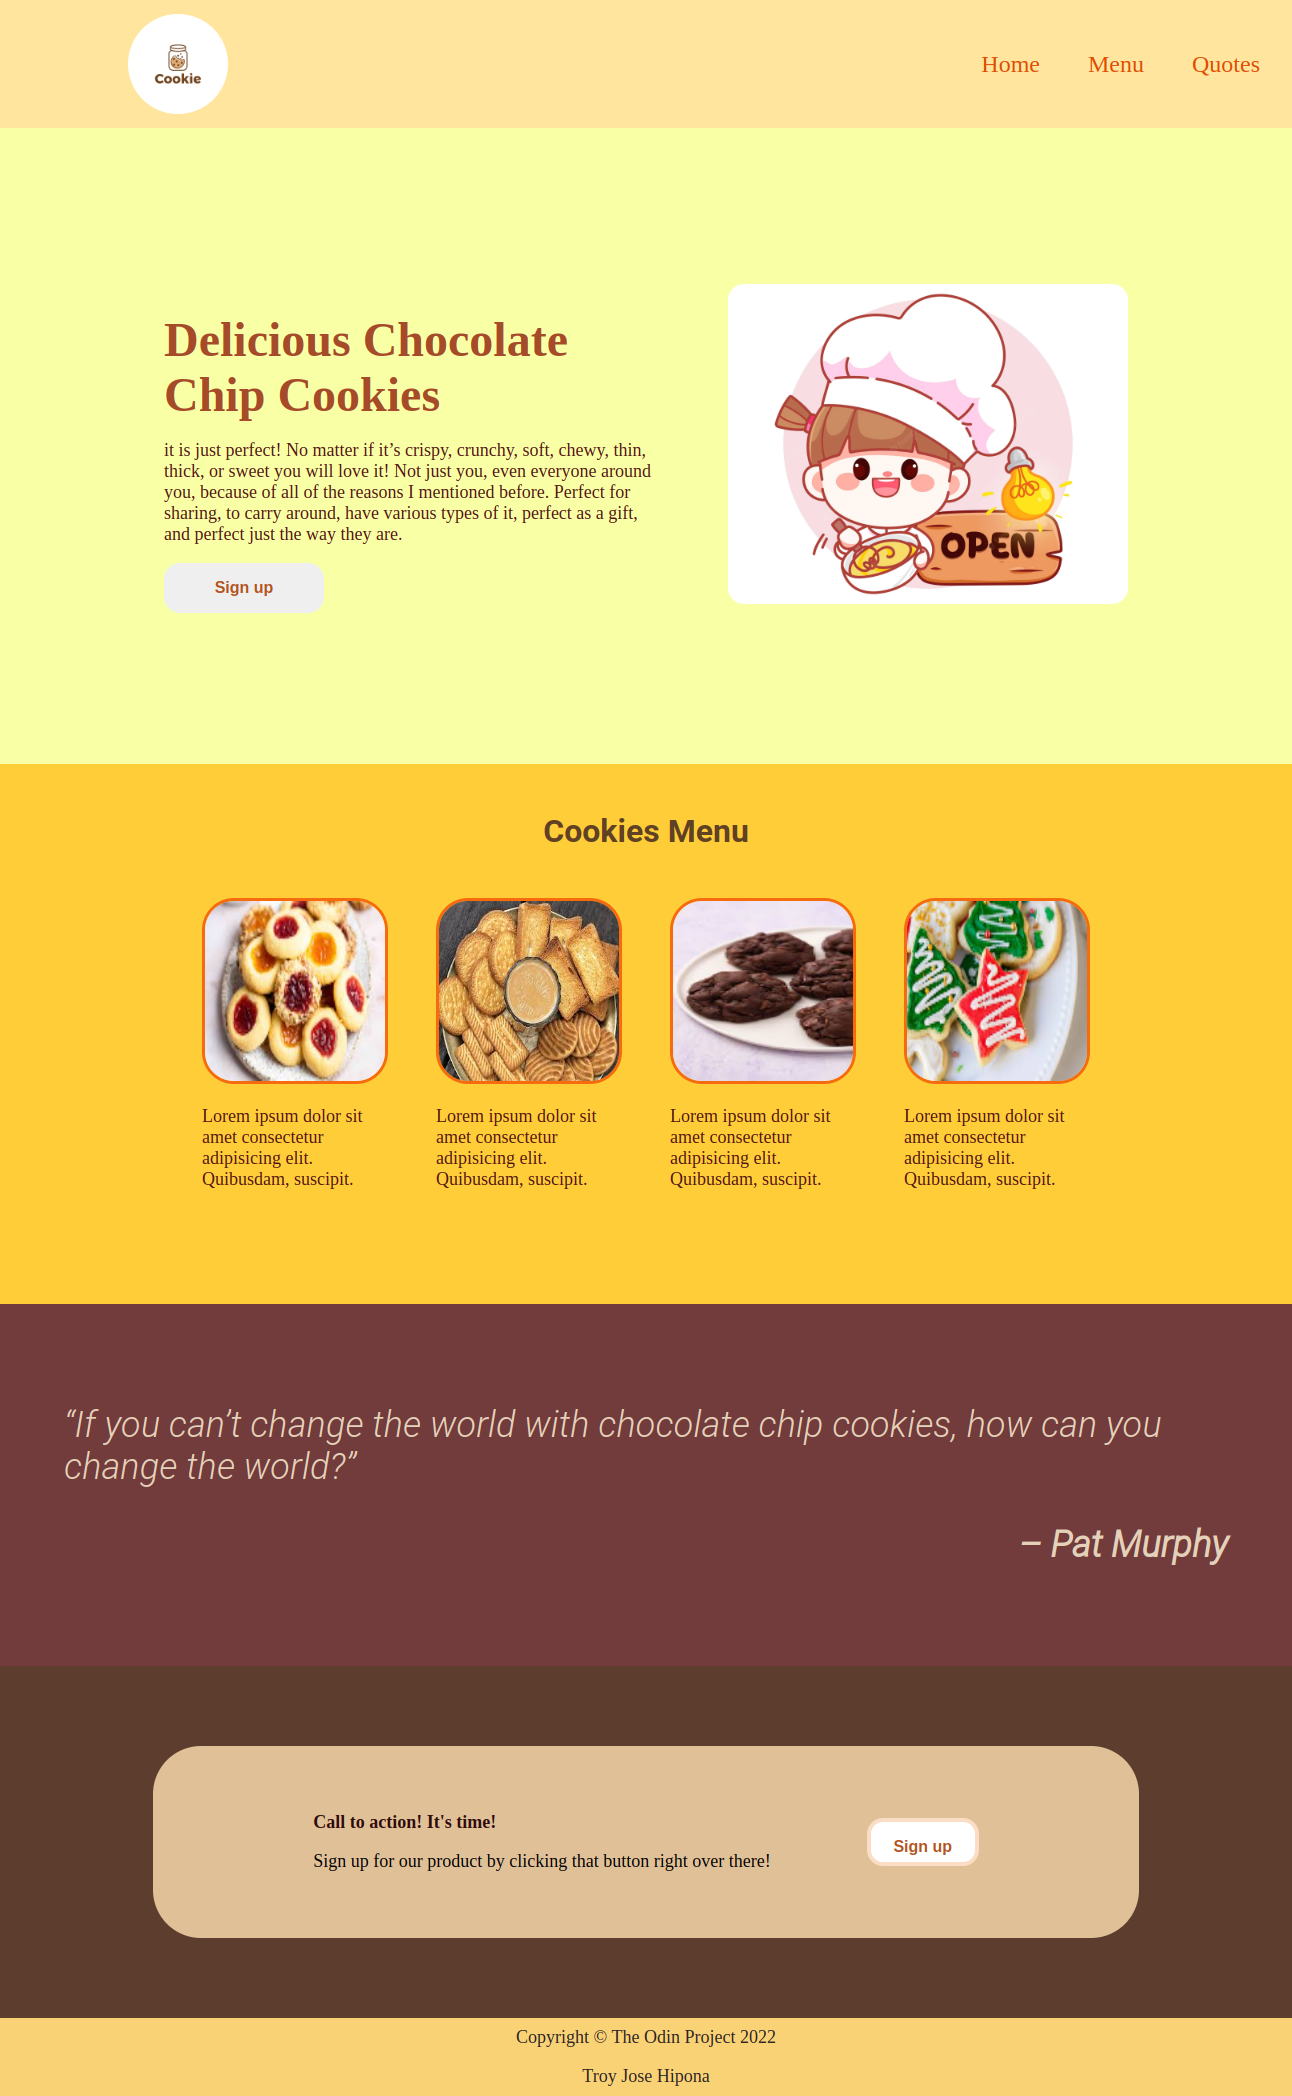 Cookie
Home
Menu
Quotes
Delicious Chocolate
Chip Cookies
it is just perfect! No matter if it’s crispy, crunchy, soft, chewy, thin,
thick, or sweet you will love it! Not just you, even everyone around
you, because of all of the reasons I mentioned before. Perfect for
sharing, to carry around, have various types of it, perfect as a gift,
and perfect just the way they are.
Sign up
OPEN
Cookies Menu
Lorem ipsum dolor sit
amet consectetur
adipisicing elit.
Quibusdam, suscipit.
Lorem ipsum dolor sit
amet consectetur
adipisicing elit.
Quibusdam, suscipit.
Lorem ipsum dolor sit
amet consectetur
adipisicing elit.
Quibusdam, suscipit.
Lorem ipsum dolor sit
amet consectetur
adipisicing elit.
Quibusdam, suscipit.
“If you can’t change the world with chocolate chip cookies, how can you
change the world?”
– Pat Murphy
Call to action! It's time!
Sign up for our product by clicking that button right over there!
Sign up
Copyright © The Odin Project 2022
Troy Jose Hipona